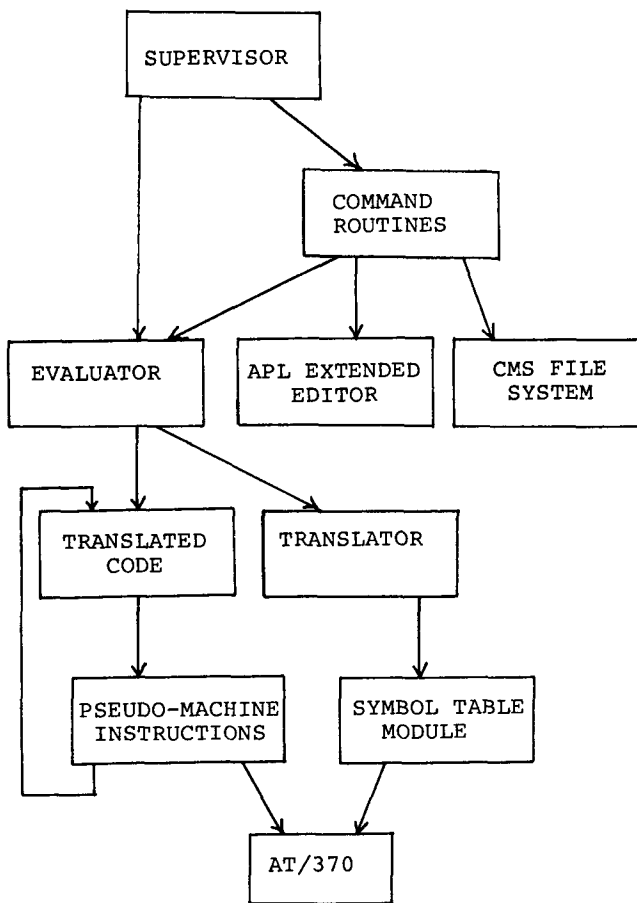 SUPERVISOR
COMMAND
ROUTINES
EVALUATOR
APL EXTENDED
EDITOR
CMS FILE
SYSTEM
TRANSLATED
CODE
TRANSLATOR
PSEUDO-MACHINE
INSTRUCTIONS
SYMBOL TABLE
MODULE
AT/370